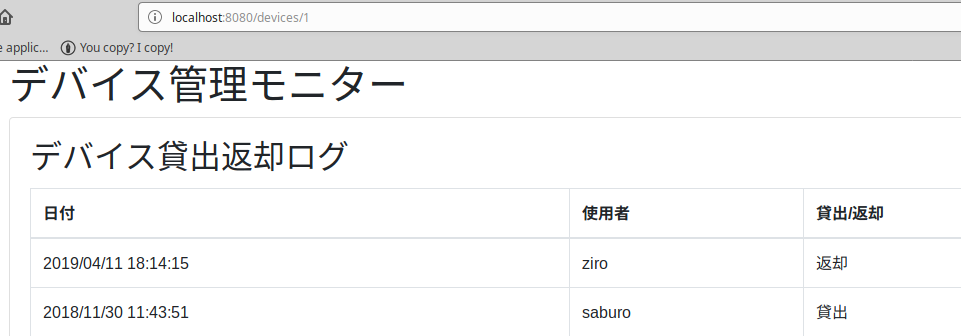 localhost:8080/devices/1
e applic... You copy? I copy!
デバイス管理モニター
デバイス貸出返却ログ
日付 使用者 貸出/返却
2019/04/11 18:14:15 ziro 返却
2018/11/30 11:43:51 saburo 貸出